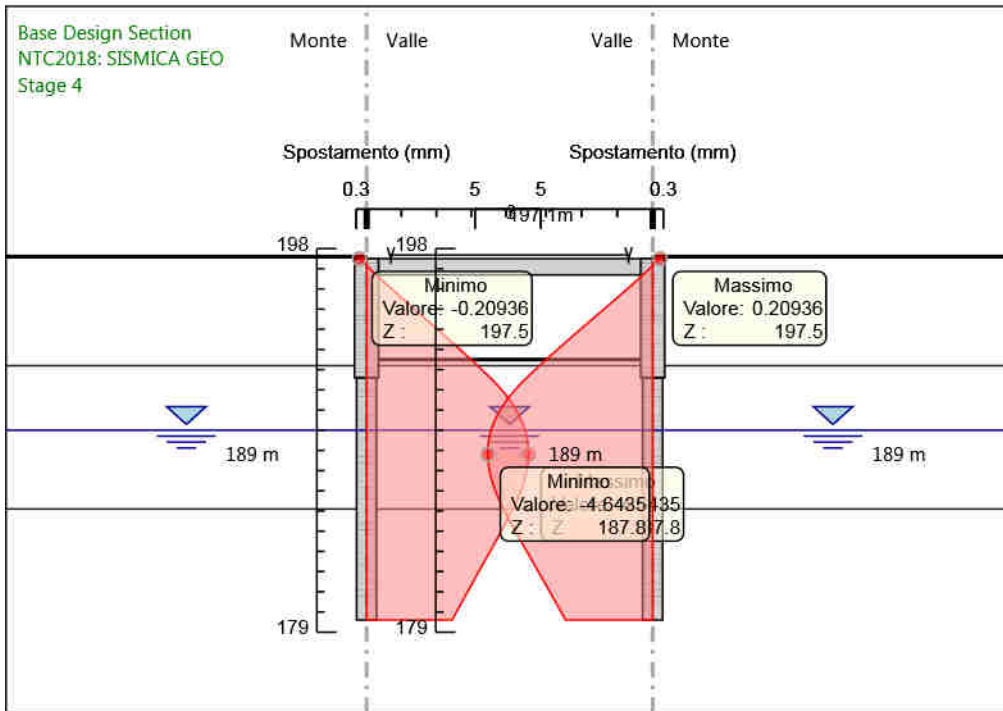 Base Design Section
NTC2018: SISMICA GEO
Stage 4
Monte Valle Valle Monte
Spostamento (mm) Spostamento (mm)
0.3 5 5 0.3
197.1m
198 198
Minimo
Valore: -0.20936
Z : 197.5
Massimo
Valore: 0.20936
Z : 197.5
189 m 189 m 189 m
Minimo
Valore: -4.6435
Z : 187.8
179 179